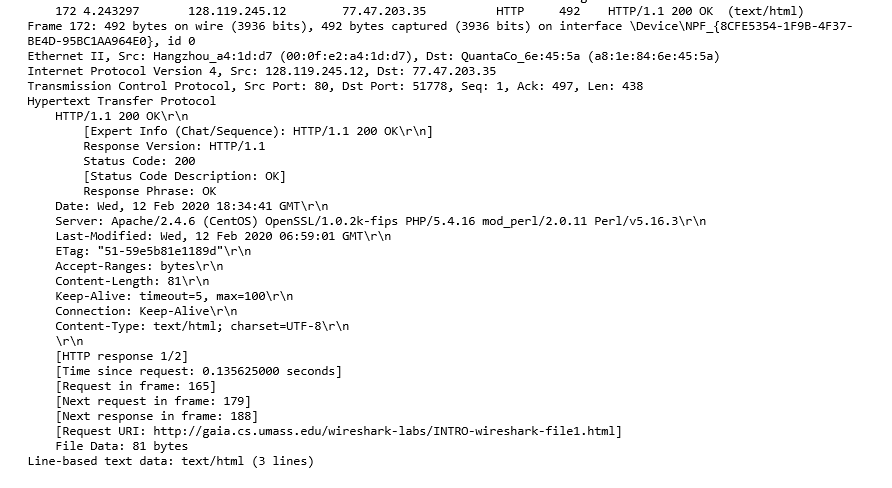 172 4.243297 128.119.245.12 77.47.203.35 HTTP 492 HTTP/1.1 200 OK (text/html)
Frame 172: 492 bytes on wire (3936 bits), 492 bytes captured (3936 bits) on interface \Device\NPF_{8CFE5354-1F9B-4F37-
BE4D-95BC1AA964E0}, id 0
Ethernet II, Src: Hangzhou_a4:1d:d7 (00:0f:e2:a4:1d:d7), Dst: QuantaCo_6e:45:5a (a8:1e:84:6e:45:5a)
Internet Protocol Version 4, Src: 128.119.245.12, Dst: 77.47.203.35
Transmission Control Protocol, Src Port: 80, Dst Port: 51778, Seq: 1, Ack: 497, Len: 438
Hypertext Transfer Protocol
HTTP/1.1 200 OK\r\n
[Expert Info (Chat/Sequence): HTTP/1.1 200 OK\r\n]
Response Version: HTTP/1.1
Status Code: 200
[Status Code Description: OK]
Response Phrase: OK
Date: Wed, 12 Feb 2020 18:34:41 GMT\r\n
Server: Apache/2.4.6 (CentOS) OpenSSL/1.0.2k-fips PHP/5.4.16 mod_perl/2.0.11 Perl/v5.16.3\r\n
Last-Modified: Wed, 12 Feb 2020 06:59:01 GMT\r\n
ETag: "51-59e5b81e1189d"\r\n
Accept-Ranges: bytes\r\n
Content-Length: 81\r\n
Keep-Alive: timeout=5, max=100\r\n
Connection: Keep-Alive\r\n
Content-Type: text/html; charset=UTF-8\r\n
\r\n
[HTTP response 1/2]
[Time since request: 0.135625000 seconds]
[Request in frame: 165]
[Next request in frame: 179]
[Next response in frame: 188]
[Request URI: http://gaia.cs.umass.edu/wireshark-labs/INTRO-wireshark-file1.html]
File Data: 81 bytes
Line-based text data: text/html (3 lines)